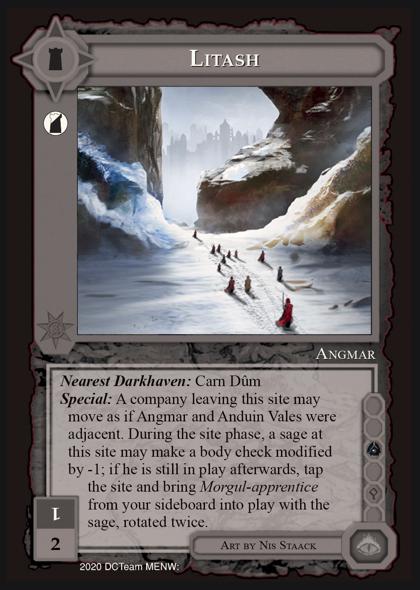 Litash
Angmar
Nearest Darkhaven: Carn Dûm
Special: A company leaving this site may
move as if Angmar and Anduin Vales were
adjacent. During the site phase, a sage at
this site may make a body check modified
by -1; if he is still in play afterwards, tap
the site and bring Morgul-apprentice
from your sideboard into play with the
sage, rotated twice.
1
2
Art by Nis Staack
2020 DCTeam MENW: